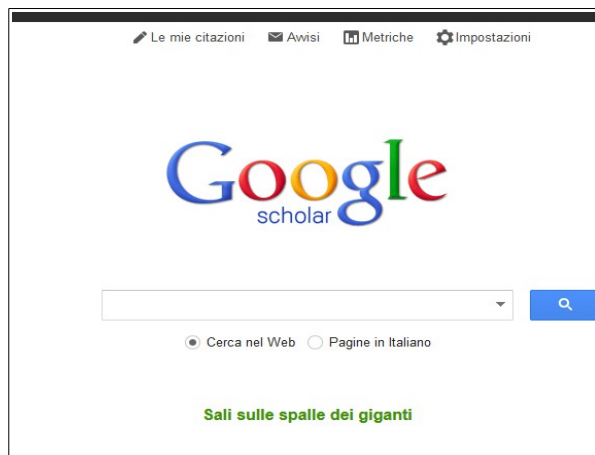 Le mie citazioni Avvisi Metriche Impostazioni
Google
scholar
Cerca nel Web Pagine in Italiano
Sali sulle spalle dei giganti